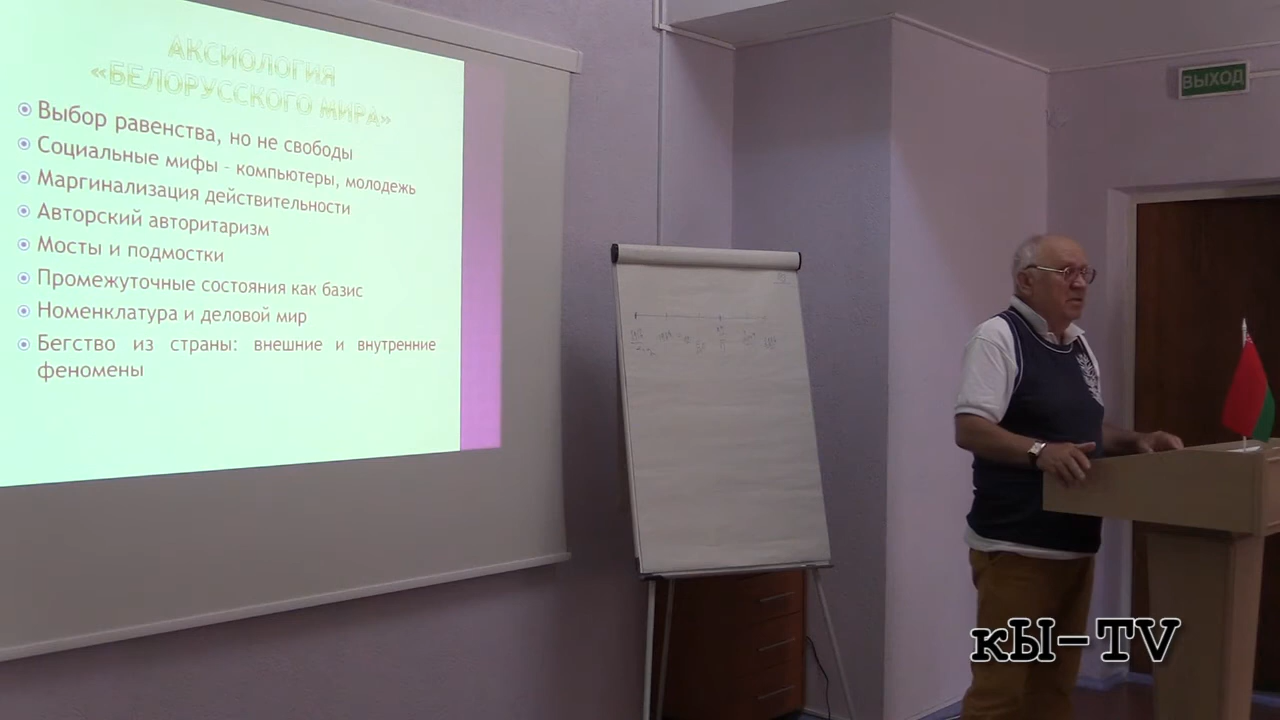 АКСИОЛОГИЯ
«БЕЛОРУССКОГО МИРА»
Выбор равенства, но не свободы
Социальные мифы – компьютеры, молодежь
Маргинализация действительности
Авторский авторитаризм
Мосты и подмостки
Промежуточные состояния как базис
Номенклатура и деловой мир
Бегство из страны: внешние и внутренние
феномены
ВЫХОД
кЫ-TV